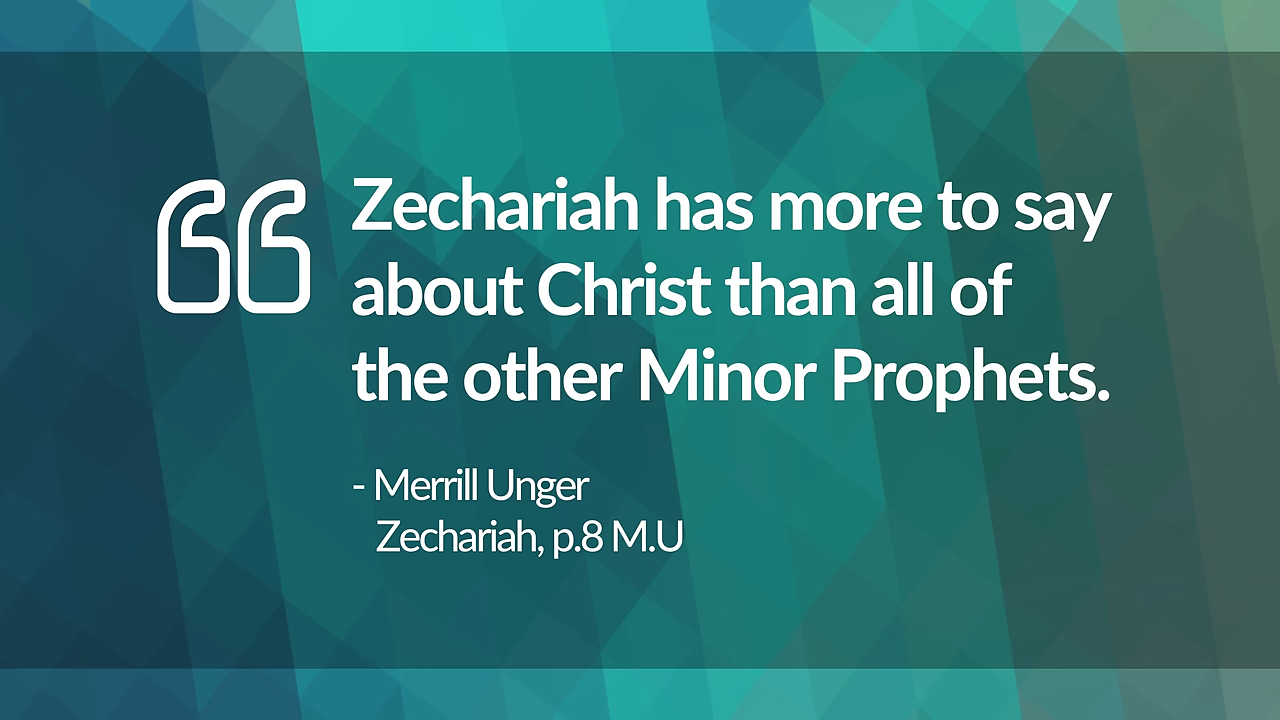 Zechariah has more to say
about Christ than all of
the other Minor Prophets.
- Merrill Unger
Zechariah, p.8 M.U